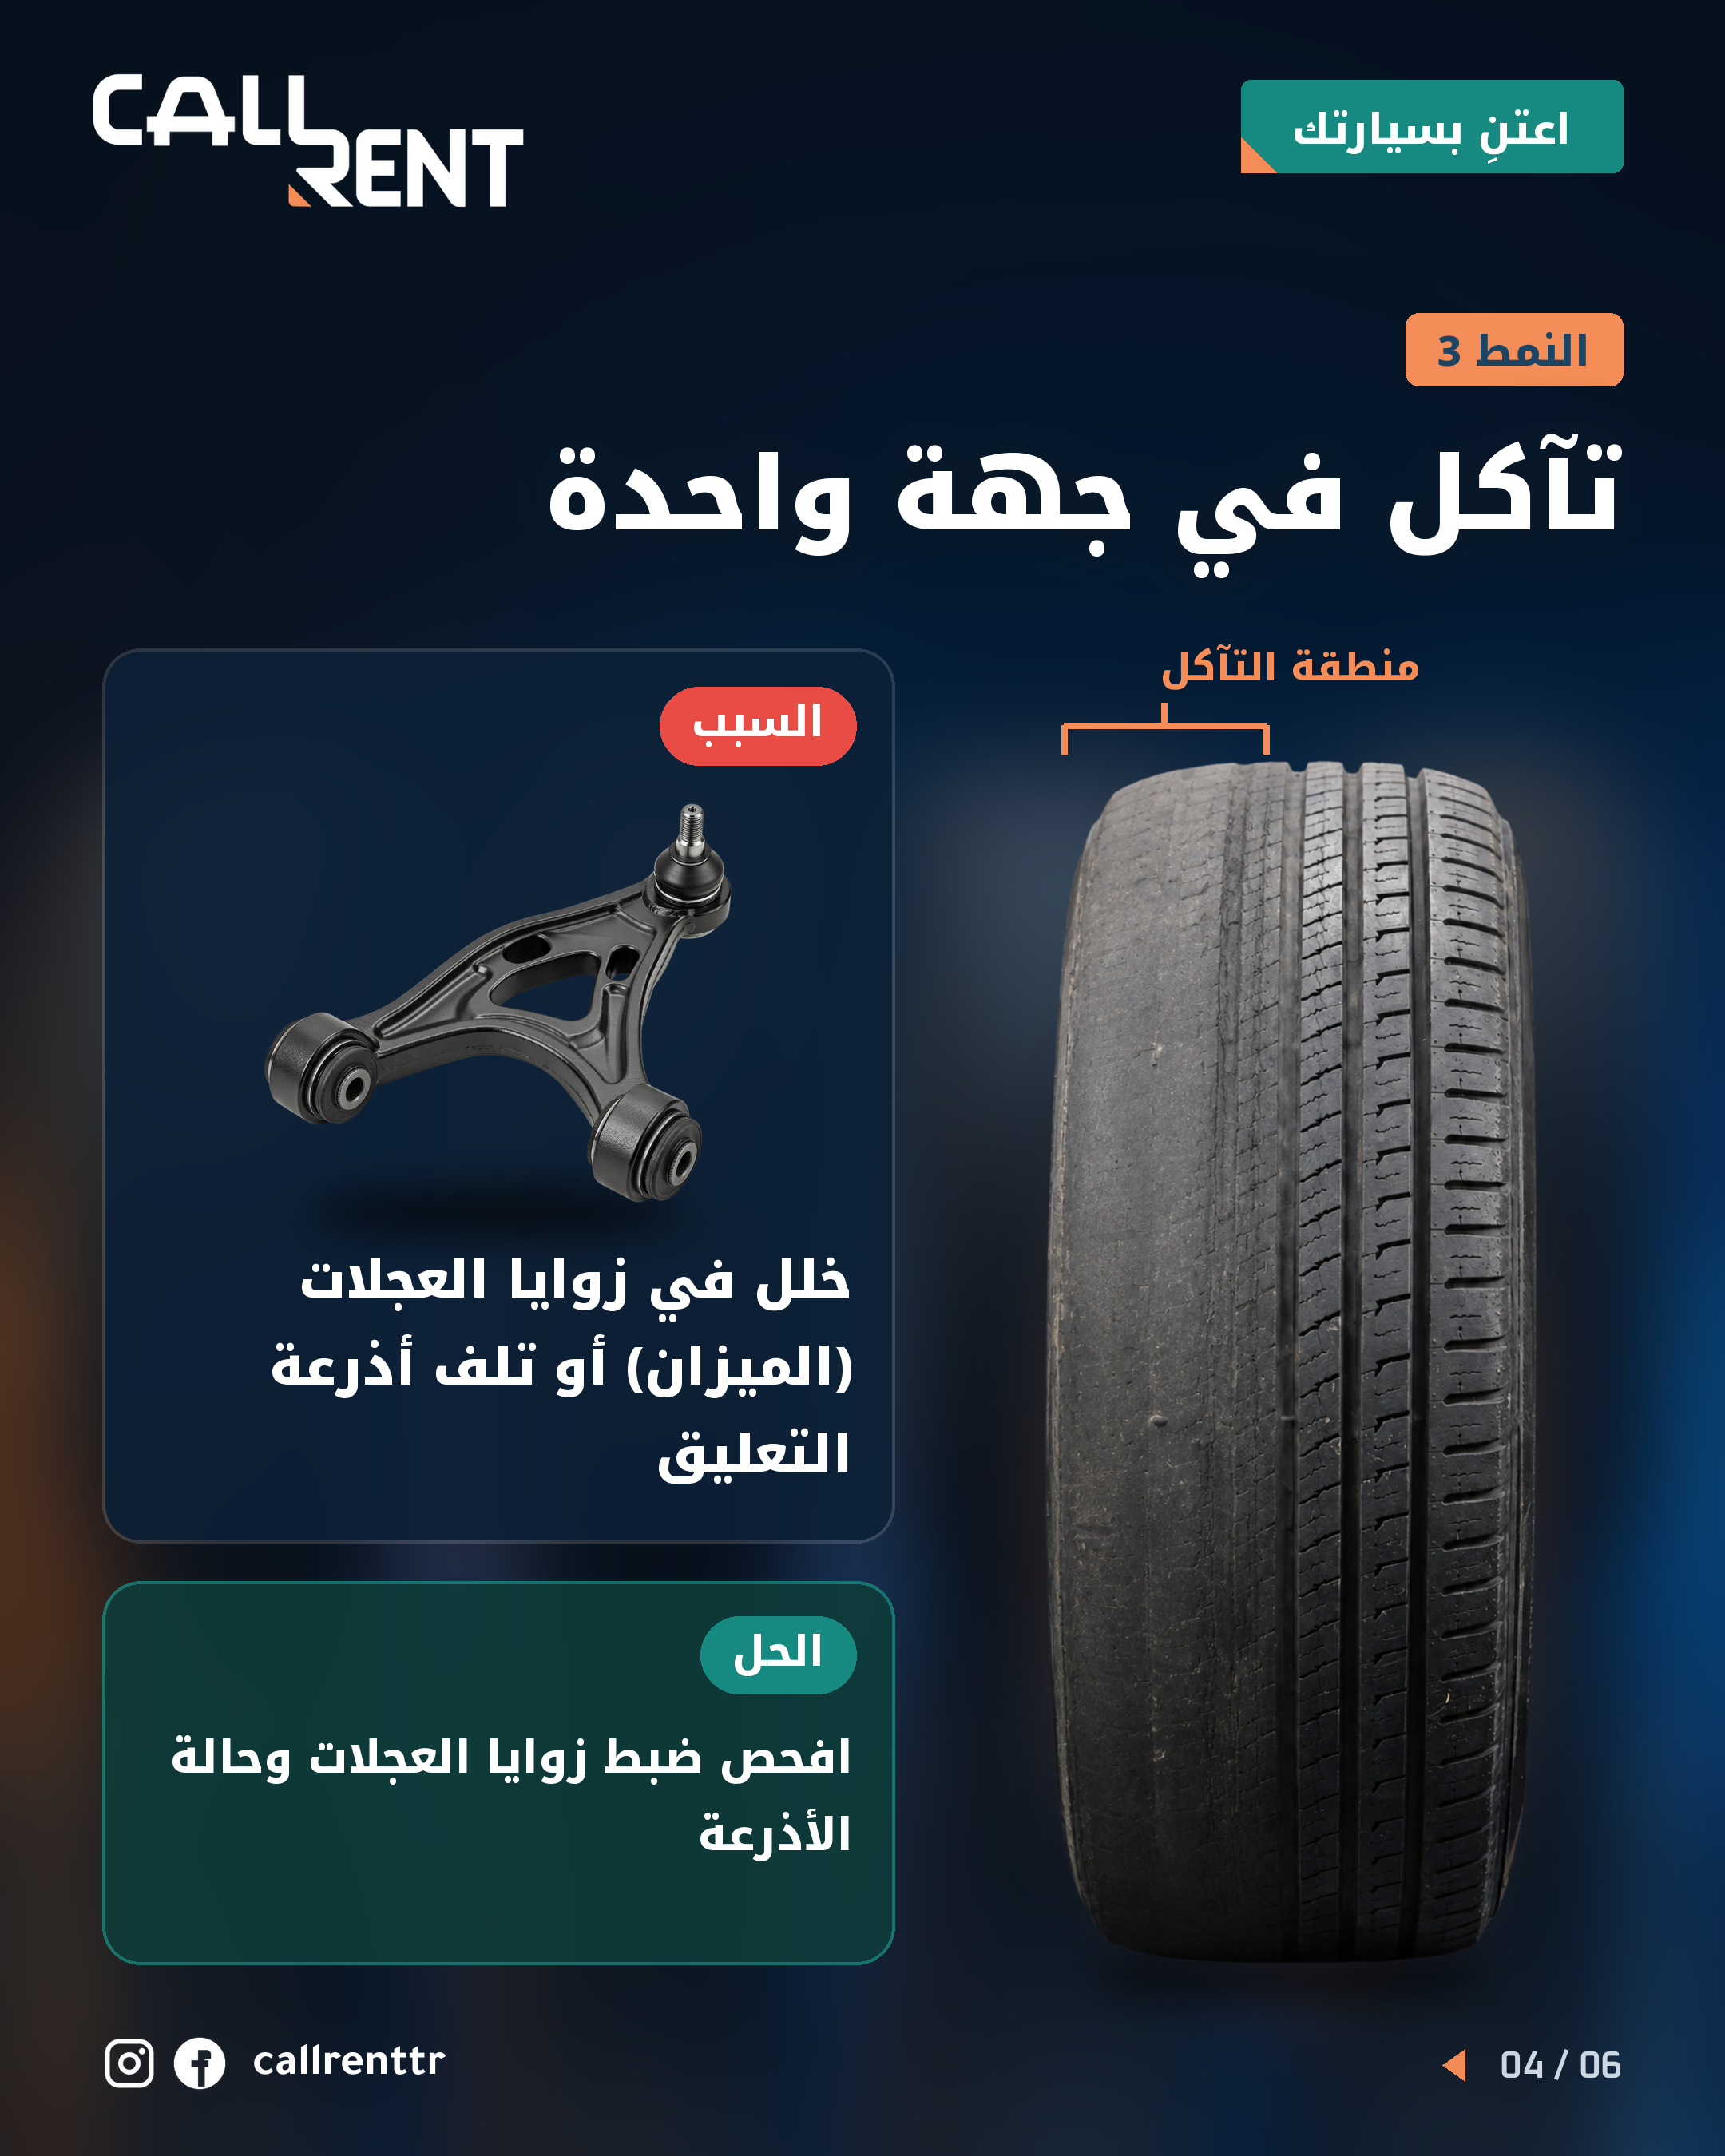 CALL RENT
اعتنِ بسيارتك
النمط 3
تآكل في جهة واحدة
منطقة التآكل
السبب
خلل في زوايا العجلات
(الميزان) أو تلف أذرعة
التعليق
الحل
افحص ضبط زوايا العجلات وحالة
الأذرعة
callrenttr
04 / 06